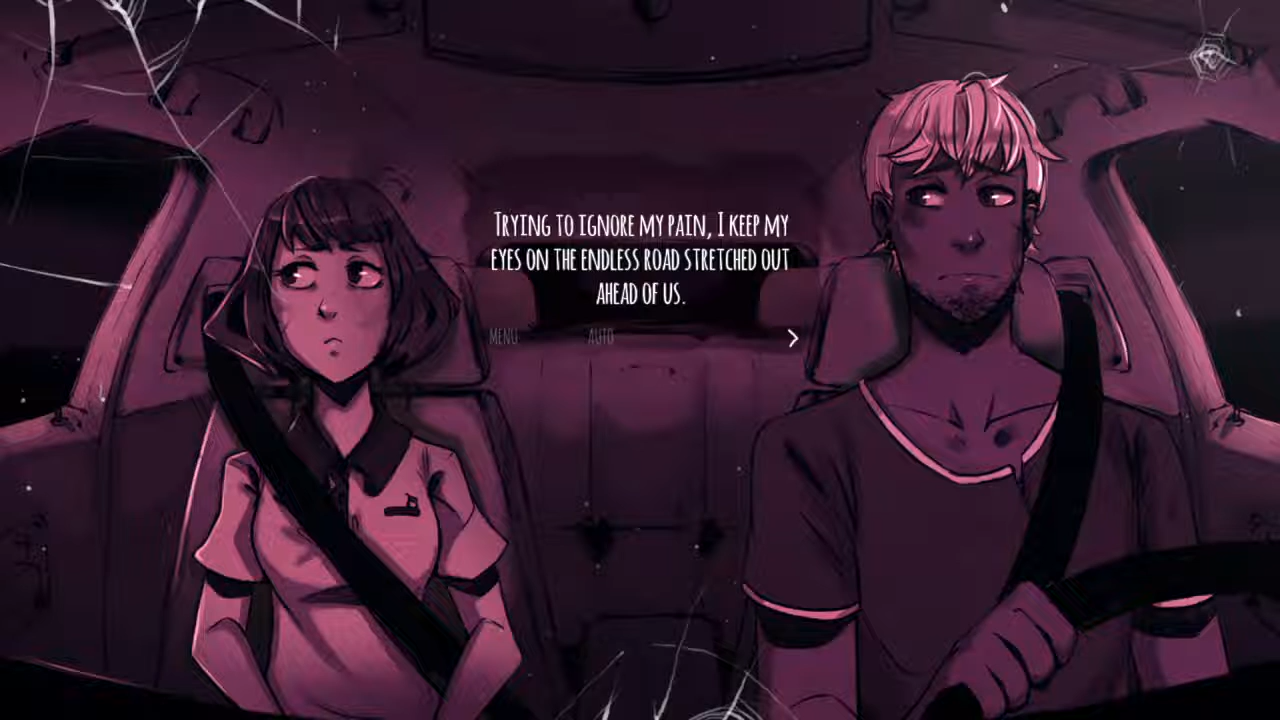 Trying to ignore my pain, I keep my
eyes on the endless road stretched out
ahead of us.
MENU AUTO